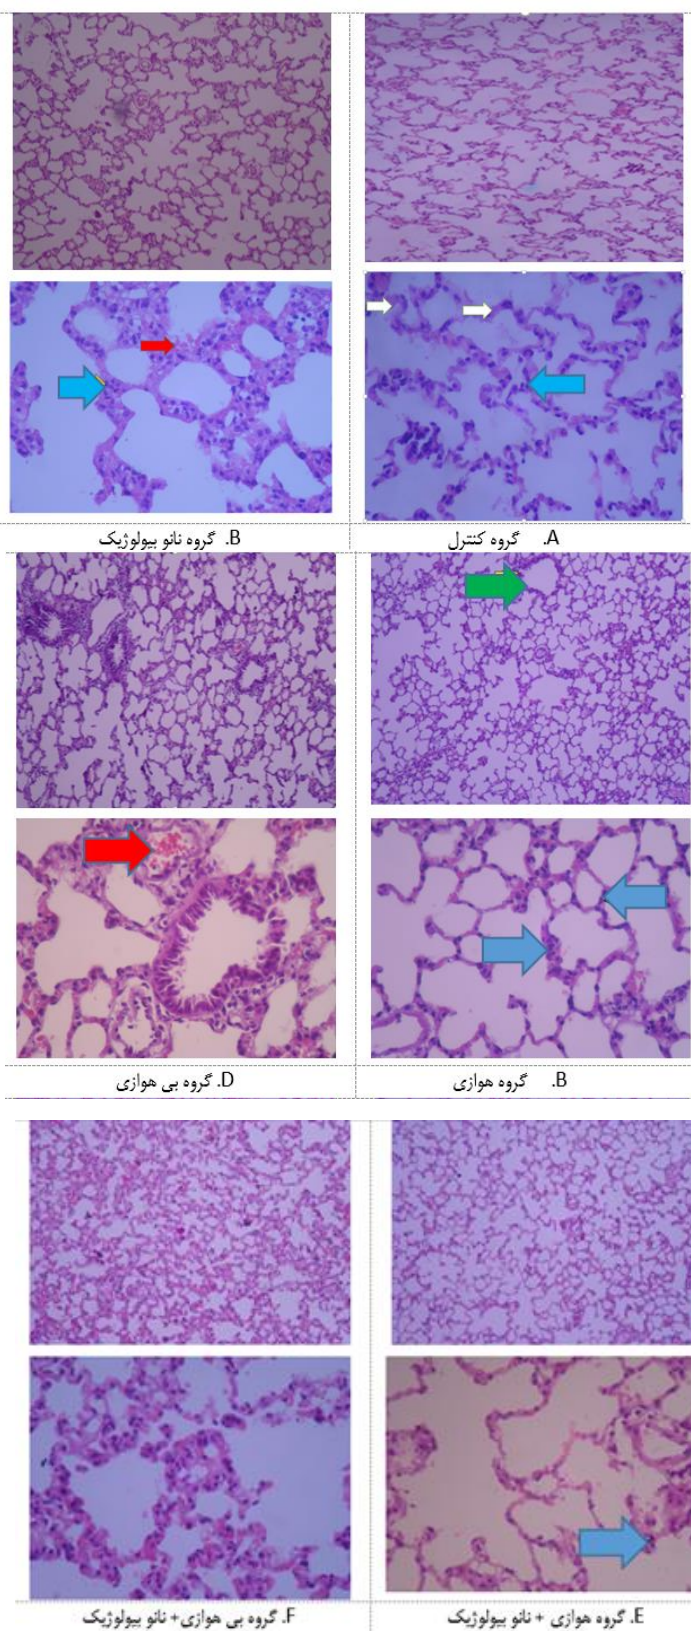 A. گروه کنترل
B. گروه نانو بیولوژیک
B. گروه هوازی
D. گروه بی هوازی
E. گروه هوازی + نانو بیولوژیک
F. گروه بی هوازی+ نانو بیولوژیک